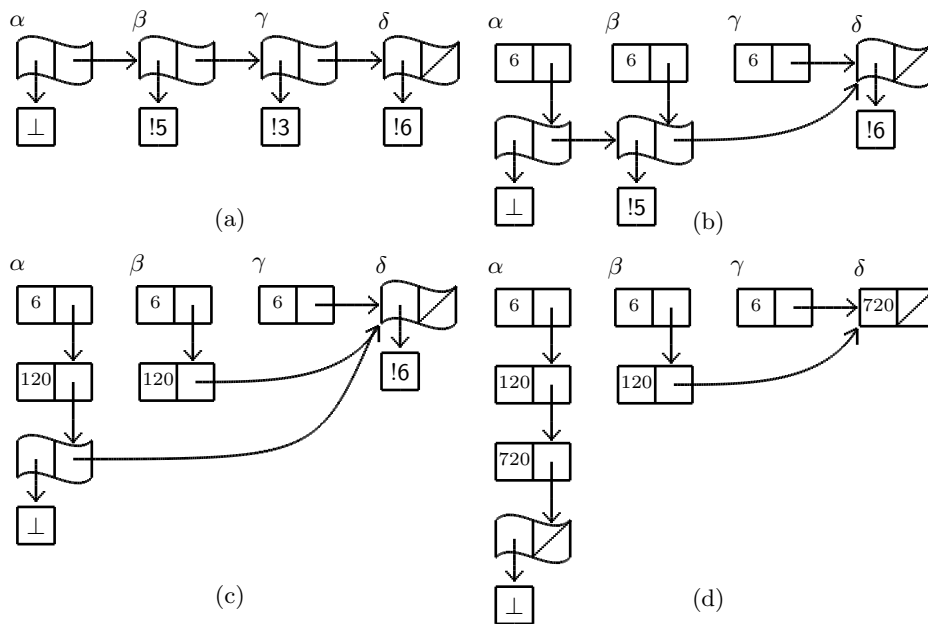 α β γ δ
⊥ !5 !3 !6
(a)
α β γ δ
6 6 6
!6
⊥ !5
(b)
α β γ δ
6 6 6
120 120 !6
⊥
(c)
α β γ δ
6 6 6 720
120 120
720
⊥
(d)